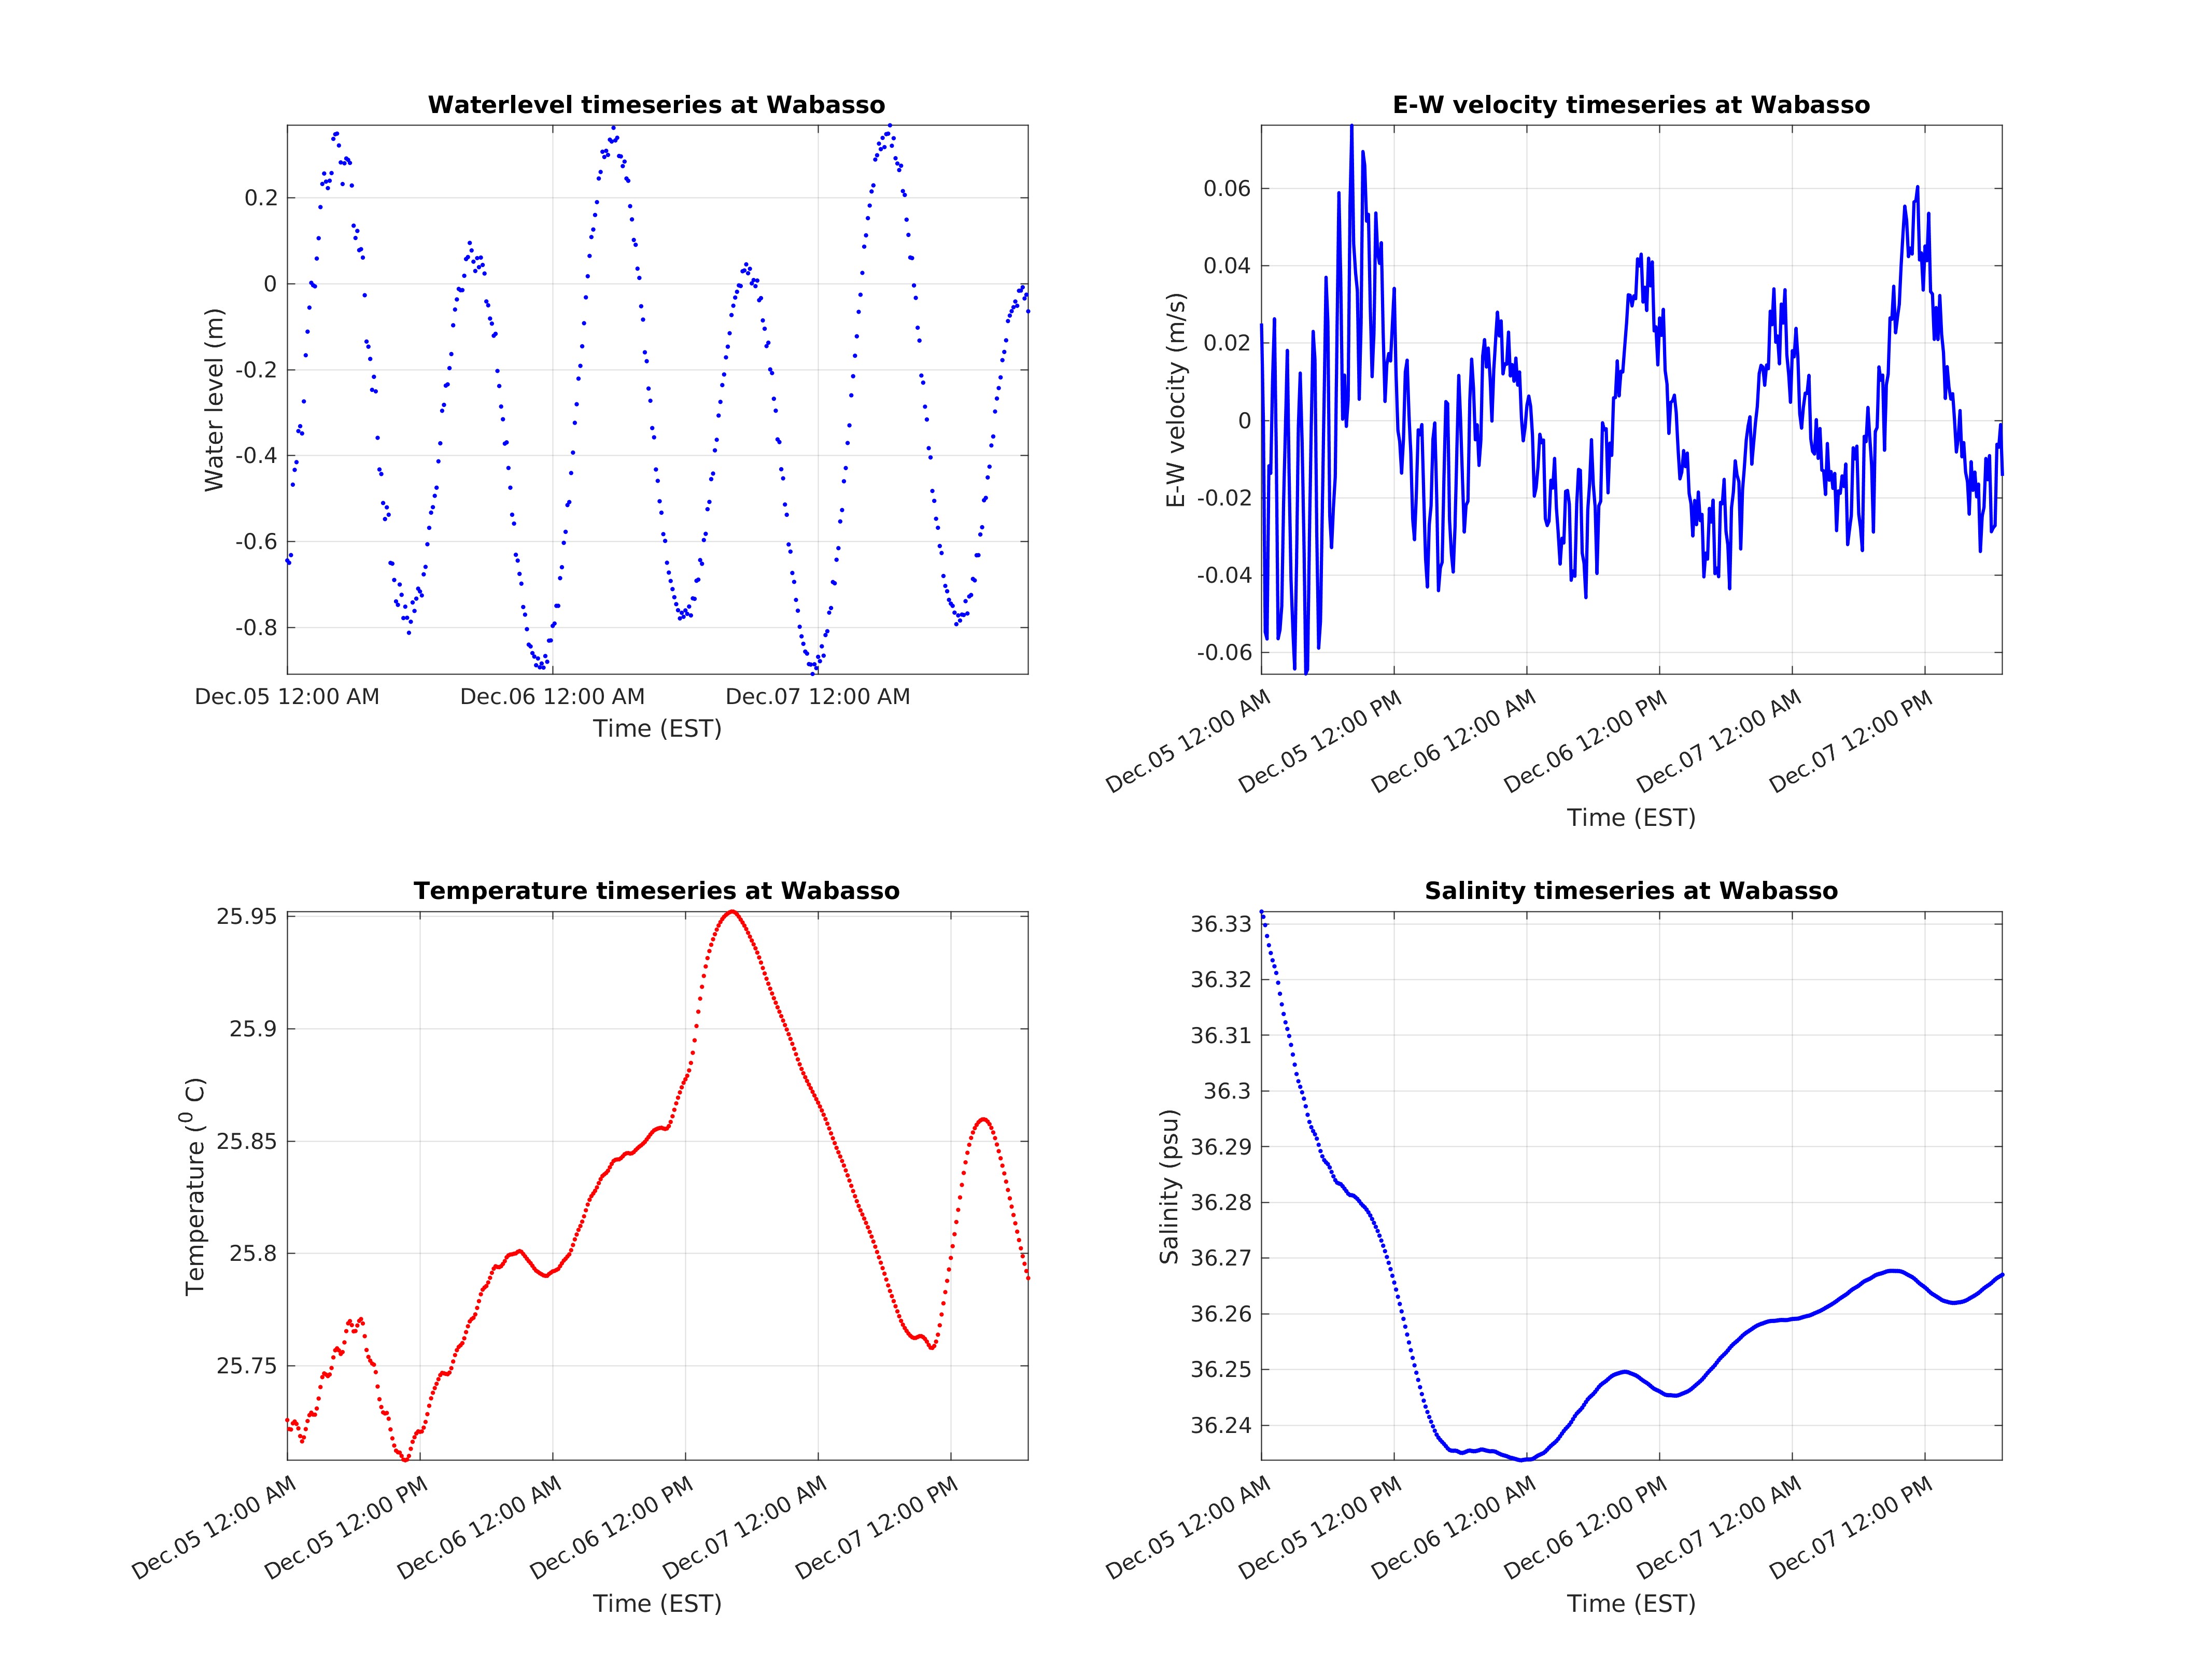 Waterlevel timeseries at Wabasso
0.2
0
-0.2
-0.4
-0.6
-0.8
Water level (m)
Dec.05 12:00 AM Dec.06 12:00 AM Dec.07 12:00 AM
Time (EST)
E-W velocity timeseries at Wabasso
0.06
0.04
0.02
0
-0.02
-0.04
-0.06
E-W velocity (m/s)
Dec.05 12:00 AM
Dec.05 12:00 PM
Dec.06 12:00 AM
Dec.06 12:00 PM
Dec.07 12:00 AM
Dec.07 12:00 PM
Time (EST)
Temperature timeseries at Wabasso
25.95
25.9
25.85
25.8
25.75
Temperature (⁰ C)
Dec.05 12:00 AM
Dec.05 12:00 PM
Dec.06 12:00 AM
Dec.06 12:00 PM
Dec.07 12:00 AM
Dec.07 12:00 PM
Time (EST)
Salinity timeseries at Wabasso
36.33
36.32
36.31
36.3
36.29
36.28
36.27
36.26
36.25
36.24
Salinity (psu)
Dec.05 12:00 AM
Dec.05 12:00 PM
Dec.06 12:00 AM
Dec.06 12:00 PM
Dec.07 12:00 AM
Dec.07 12:00 PM
Time (EST)